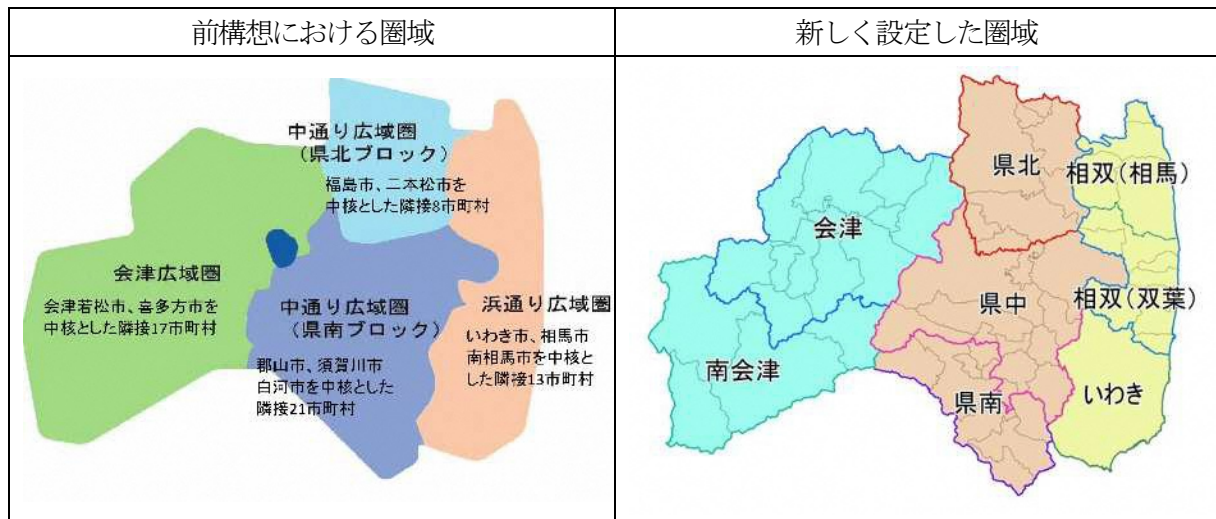 前構想における圏域
新しく設定した圏域
中通り広域圏
(県北ブロック)
福島市、二本松市を
中核とした隣接8市町村
会津広域圏
会津若松市、喜多方市を
中核とした隣接17市町村
中通り広域圏
(県南ブロック)
郡山市、須賀川市
白河市を中核とした
隣接21市町村
浜通り広域圏
いわき市、相馬市
南相馬市を中核と
した隣接13市町村
県北
相双(相馬)
会津
県中
相双(双葉)
南会津
県南
いわき